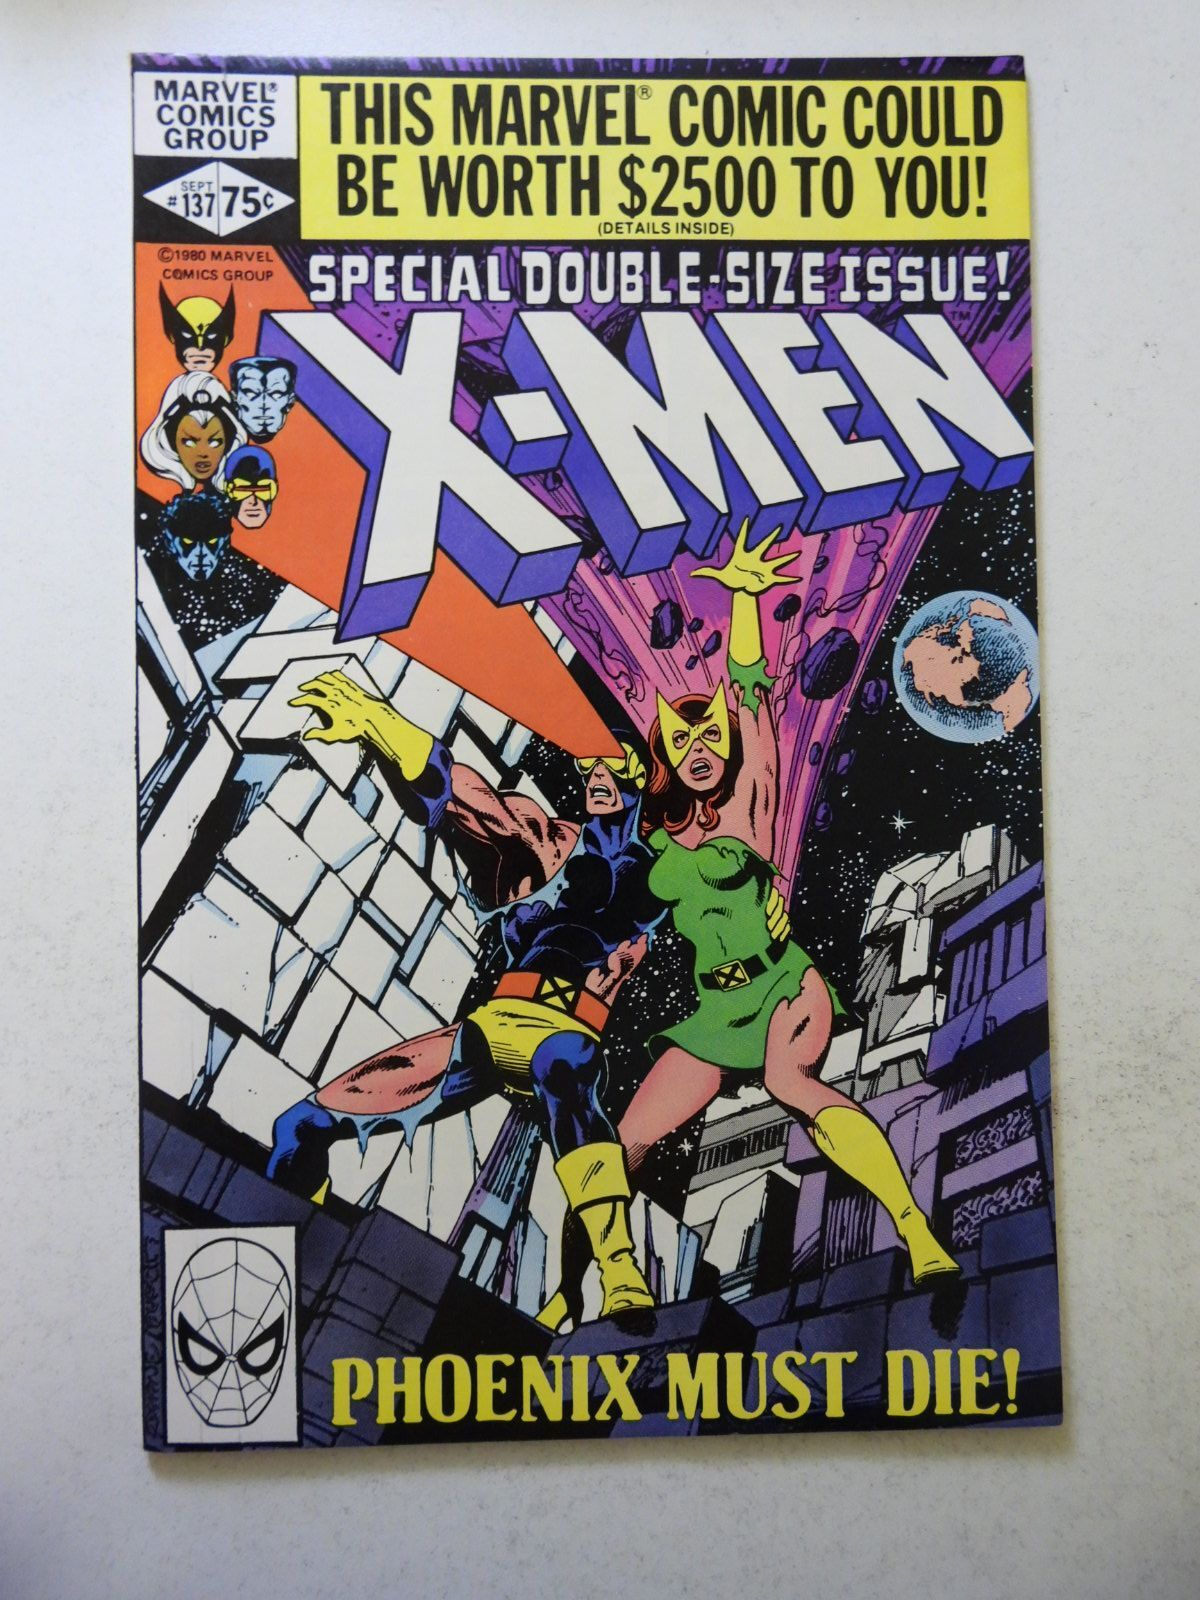 MARVEL®
COMICS
GROUP
THIS MARVEL® COMIC COULD
BE WORTH $2500 TO YOU!
(DETAILS INSIDE)
SEPT
#137
75¢
©1980 MARVEL
COMICS GROUP
SPECIAL DOUBLE-SIZE ISSUE!
X-MEN
TM
X
X
PHOENIX MUST DIE!